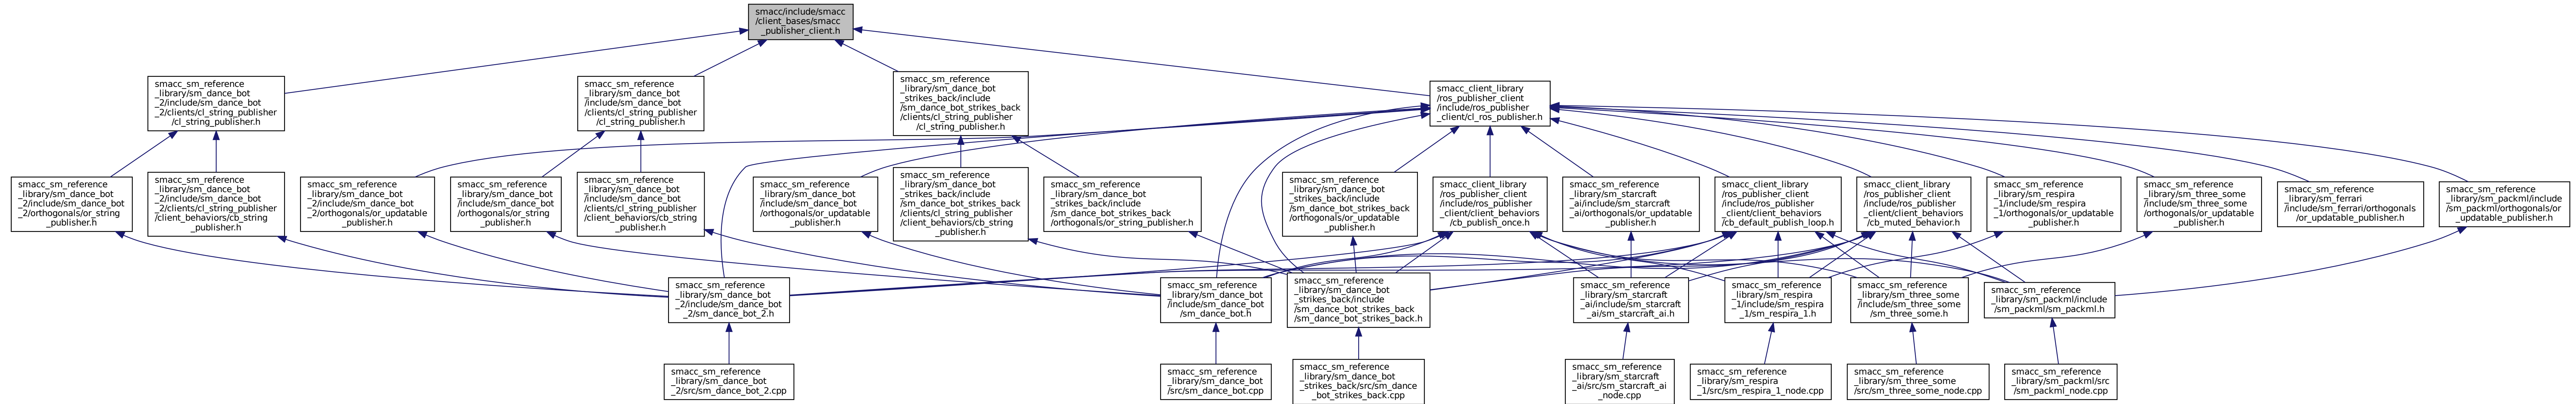 smacc/include/smacc
/client_bases/smacc
_publisher_client.h
smacc_sm_reference
_library/sm_dance_bot
_2/include/sm_dance_bot
_2/clients/cl_string_publisher
/cl_string_publisher.h
smacc_sm_reference
_library/sm_dance_bot
/include/sm_dance_bot
/clients/cl_string_publisher
/cl_string_publisher.h
smacc_sm_reference
_library/sm_dance_bot
_strikes_back/include
/sm_dance_bot_strikes_back
/clients/cl_string_publisher
/cl_string_publisher.h
smacc_client_library
/ros_publisher_client
/include/ros_publisher
_client/cl_ros_publisher.h
smacc_sm_reference
_library/sm_dance_bot
_2/include/sm_dance_bot
_2/orthogonals/or_string
_publisher.h
smacc_sm_reference
_library/sm_dance_bot
_2/include/sm_dance_bot
_2/clients/cl_string_publisher
/client_behaviors/cb_string
_publisher.h
smacc_sm_reference
_library/sm_dance_bot
_2/include/sm_dance_bot
_2/orthogonals/or_updatable
_publisher.h
smacc_sm_reference
_library/sm_dance_bot
/include/sm_dance_bot
/orthogonals/or_string
_publisher.h
smacc_sm_reference
_library/sm_dance_bot
/include/sm_dance_bot
/clients/cl_string_publisher
/client_behaviors/cb_string
_publisher.h
smacc_sm_reference
_library/sm_dance_bot
/include/sm_dance_bot
/orthogonals/or_updatable
_publisher.h
smacc_sm_reference
_library/sm_dance_bot
_strikes_back/include
/sm_dance_bot_strikes_back
/clients/cl_string_publisher
/client_behaviors/cb_string
_publisher.h
smacc_sm_reference
_library/sm_dance_bot
_strikes_back/include
/sm_dance_bot_strikes_back
/orthogonals/or_string_publisher.h
smacc_sm_reference
_library/sm_dance_bot
_strikes_back/include
/sm_dance_bot_strikes_back
/orthogonals/or_updatable
_publisher.h
smacc_client_library
/ros_publisher_client
/include/ros_publisher
_client/client_behaviors
/cb_publish_once.h
smacc_sm_reference
_library/sm_starcraft
_ai/include/sm_starcraft
_ai/orthogonals/or_updatable
_publisher.h
smacc_client_library
/ros_publisher_client
/include/ros_publisher
_client/client_behaviors
/cb_default_publish_loop.h
smacc_client_library
/ros_publisher_client
/include/ros_publisher
_client/client_behaviors
/cb_muted_behavior.h
smacc_sm_reference
_library/sm_respira
_1/include/sm_respira
_1/orthogonals/or_updatable
_publisher.h
smacc_sm_reference
_library/sm_three_some
/include/sm_three_some
/orthogonals/or_updatable
_publisher.h
smacc_sm_reference
_library/sm_ferrari
/include/sm_ferrari/orthogonals
/or_updatable_publisher.h
smacc_sm_reference
_library/sm_packml/include
/sm_packml/orthogonals/or
_updatable_publisher.h
smacc_sm_reference
_library/sm_dance_bot
_2/include/sm_dance_bot
_2/sm_dance_bot_2.h
smacc_sm_reference
_library/sm_dance_bot
/include/sm_dance_bot
/sm_dance_bot.h
smacc_sm_reference
_library/sm_dance_bot
_strikes_back/include
/sm_dance_bot_strikes_back
/sm_dance_bot_strikes_back.h
smacc_sm_reference
_library/sm_starcraft
_ai/include/sm_starcraft
_ai/sm_starcraft_ai.h
smacc_sm_reference
_library/sm_respira
_1/include/sm_respira
_1/sm_respira_1.h
smacc_sm_reference
_library/sm_three_some
/include/sm_three_some
/sm_three_some.h
smacc_sm_reference
_library/sm_packml/include
/sm_packml/sm_packml.h
smacc_sm_reference
_library/sm_dance_bot
_2/src/sm_dance_bot_2.cpp
smacc_sm_reference
_library/sm_dance_bot
/src/sm_dance_bot.cpp
smacc_sm_reference
_library/sm_dance_bot
_strikes_back/src/sm_dance
_bot_strikes_back.cpp
smacc_sm_reference
_library/sm_starcraft
_ai/src/sm_starcraft_ai
_node.cpp
smacc_sm_reference
_library/sm_respira
_1/src/sm_respira_1_node.cpp
smacc_sm_reference
_library/sm_three_some
/src/sm_three_some_node.cpp
smacc_sm_reference
_library/sm_packml/src
/sm_packml_node.cpp